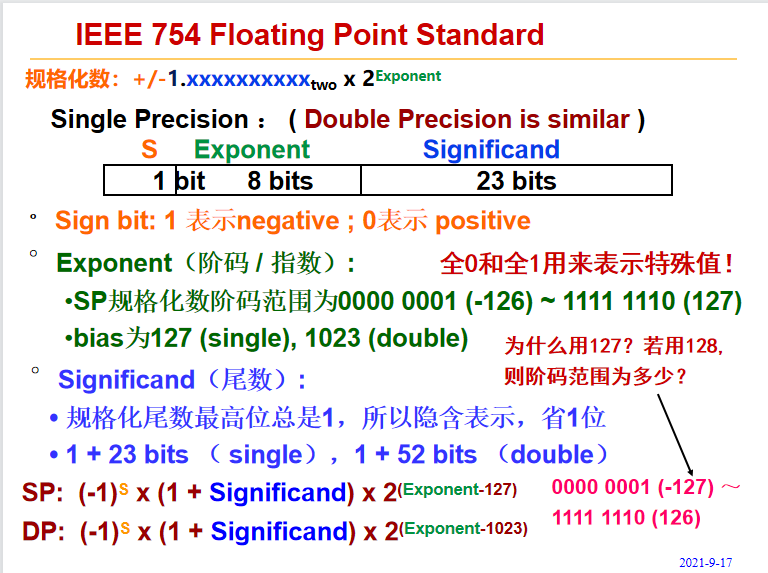 IEEE 754 Floating Point Standard
规格化数：+/-1.xxxxxxxxxxtwo x 2Exponent
Single Precision ： ( Double Precision is similar )
S Exponent Significand
1 bit 8 bits 23 bits
° Sign bit: 1 表示negative ; 0表示 positive
° Exponent（阶码 / 指数）: 全0和全1用来表示特殊值！
•SP规格化数阶码范围为0000 0001 (-126) ~ 1111 1110 (127)
•bias为127 (single), 1023 (double)
为什么用127？若用128,
则阶码范围为多少？
° Significand（尾数）:
• 规格化尾数最高位总是1，所以隐含表示，省1位
• 1 + 23 bits （ single），1 + 52 bits （double）
SP: (-1)S x (1 + Significand) x 2(Exponent-127)
0000 0001 (-127) ～
1111 1110 (126)
DP: (-1)S x (1 + Significand) x 2(Exponent-1023)
2021-9-17